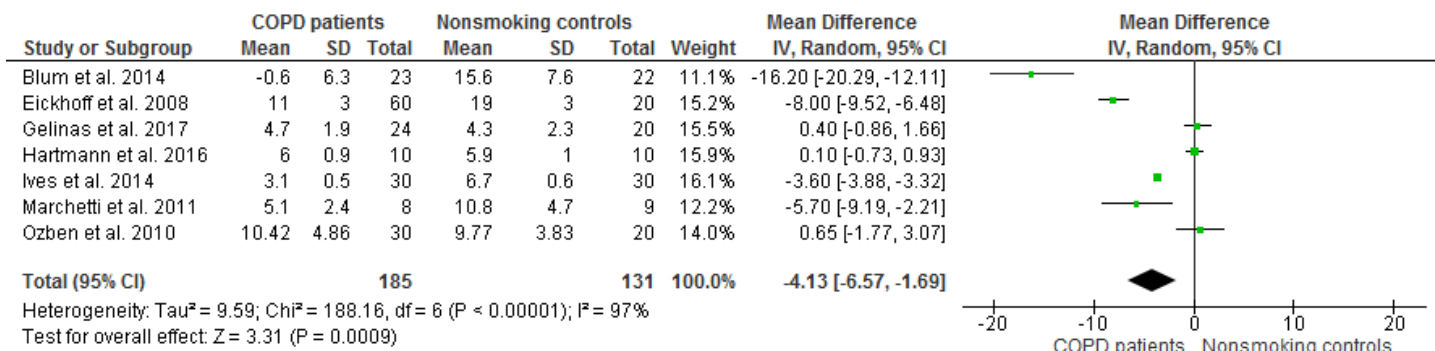 COPD patients Nonsmoking controls Mean Difference Mean Difference
Study or Subgroup Mean SD Total Mean SD Total Weight IV, Random, 95% CI IV, Random, 95% CI
Blum et al. 2014 -0.6 6.3 23 15.6 7.6 22 11.1% -16.20 [-20.29, -12.11]
Eickhoff et al. 2008 11 3 60 19 3 20 15.2% -8.00 [-9.52, -6.48]
Gelinas et al. 2017 4.7 1.9 24 4.3 2.3 20 15.5% 0.40 [-0.86, 1.66]
Hartmann et al. 2016 6 0.9 10 5.9 1 10 15.9% 0.10 [-0.73, 0.93]
Ives et al. 2014 3.1 0.5 30 6.7 0.6 30 16.1% -3.60 [-3.88, -3.32]
Marchetti et al. 2011 5.1 2.4 8 10.8 4.7 9 12.2% -5.70 [-9.19, -2.21]
Ozben et al. 2010 10.42 4.86 30 9.77 3.83 20 14.0% 0.65 [-1.77, 3.07]
Total (95% CI) 185 131 100.0% -4.13 [-6.57, -1.69]
Heterogeneity: Tau² = 9.59; Chi² = 188.16, df = 6 (P < 0.00001); I² = 97%
Test for overall effect: Z = 3.31 (P = 0.0009)
-20 -10 0 10 20
COPD patients Nonsmoking controls